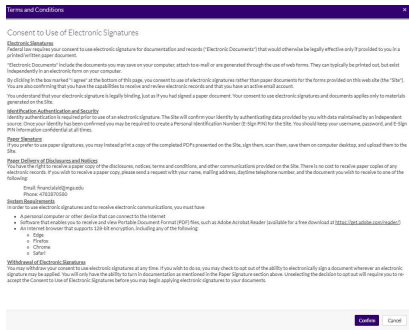 Terms and Conditions
×
Consent to Use of Electronic Signatures
Electronic Signatures
Federal law requires your consent to use electronic signature for documentation and records ("Electronic Documents") that would otherwise be legally effective only if provided to you in a
printed/written paper document.
"Electronic Documents" include the documents you may save on your computer, attach to e-mail or are generated through the use of web forms. They can typically be printed out, but exist
independently in an electronic form on your computer.
By clicking in the box marked "I agree" at the bottom of this page, you consent to use of electronic signatures rather than paper documents for the forms provided on this web site (the "Site").
You are also confirming that you have the capabilities to receive and review electronic records and that you have an active email account.
You understand that your electronic signature is legally binding, just as if you had signed a paper document. Your consent to use electronic signatures and documents applies only to materials
generated on the Site.
Identification Authentication and Security
Identity authentication is required prior to use of an electronic signature. The Site will confirm your identity by authenticating data provided by you with data maintained by an independent
source. Once your identity has been confirmed you may be required to create a Personal Identification Number (E-Sign PIN) for the Site. You should keep your username, password, and E-Sign
PIN information confidential at all times.
Paper Signature
If you prefer to use paper signatures, you may instead print a copy of the completed PDFs presented on the Site, sign them, scan them, save them on computer desktop, and upload them to the
Site.
Paper Delivery of Disclosures and Notices
You have the right to receive a paper copy of the disclosures, notices, terms and conditions, and other communications provided on the Site. There is no cost to receive paper copies of any
electronic records. If you wish to receive a paper copy, please send a request with your name, mailing address, daytime telephone number, and the document you wish to receive to one of the
following:
Email: financialaid@mga.edu
Phone: 4783870580
System Requirements
In order to use electronic signatures and to receive electronic communications, you must have
• A personal computer or other device that can connect to the Internet
• Software that enables you to receive and view Portable Document Format (PDF) files, such as Adobe Acrobat Reader (available for a free download at https://get.adobe.com/reader/)
• An Internet browser that supports 128-bit encryption, including any of the following:
o Edge
o Firefox
o Chrome
o Safari
Withdrawal of Electronic Signatures
You may withdraw your consent to use electronic signatures at any time. If you wish to do so, you may check to opt out of the ability to electronically sign a document wherever an electronic
signature may be applied. You will only have the ability to turn in documentation as mentioned in the Paper Signature section above. Unselecting the decision to opt out will require you to re-
accept the Consent to Use of Electronic Signatures before you may begin applying electronic signatures to your documents.
Confirm
Cancel